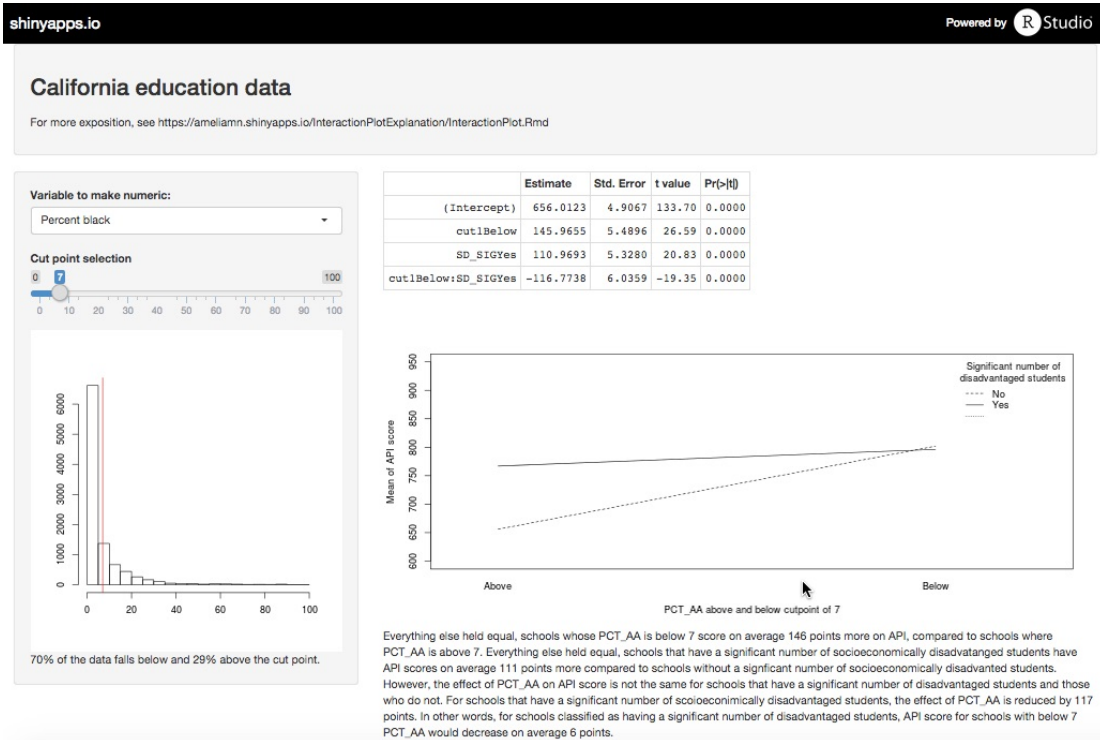 shinyapps.io
Powered by R Studio
California education data
For more exposition, see https://ameliamn.shinyapps.io/InteractionPlotExplanation/InteractionPlot.Rmd
Variable to make numeric:
Percent black
Cut point selection
0 7 100
0 10 20 30 40 50 60 70 80 90 100
6000
5000
4000
3000
2000
1000
0
0 20 40 60 80 100
70% of the data falls below and 29% above the cut point.
Estimate Std. Error t value Pr(>|t|)
(Intercept) 656.0123 4.9067 133.70 0.0000
cut1Below 145.9655 5.4896 26.59 0.0000
SD_SIGYes 110.9693 5.3280 20.83 0.0000
cut1Below:SD_SIGYes -116.7738 6.0359 -19.35 0.0000
Mean of API score
950
900
850
800
750
700
650
600
Significant number of
disadvantaged students
No
Yes
Above Below
PCT_AA above and below cutpoint of 7
Everything else held equal, schools whose PCT_AA is below 7 score on average 146 points more on API, compared to schools where
PCT_AA is above 7. Everything else held equal, schools that have a significant number of socioeconomically disadvatanged students have
API scores on average 111 points more compared to schools without a signficant number of socioeconomically disadvanted students.
However, the effect of PCT_AA on API score is not the same for schools that have a significant number of disadvantaged students and those
who do not. For schools that have a significant number of scoioeconimically disadvantaged students, the effect of PCT_AA is reduced by 117
points. In other words, for schools classified as having a significant number of disadvantaged students, API score for schools with below 7
PCT_AA would decrease on average 6 points.